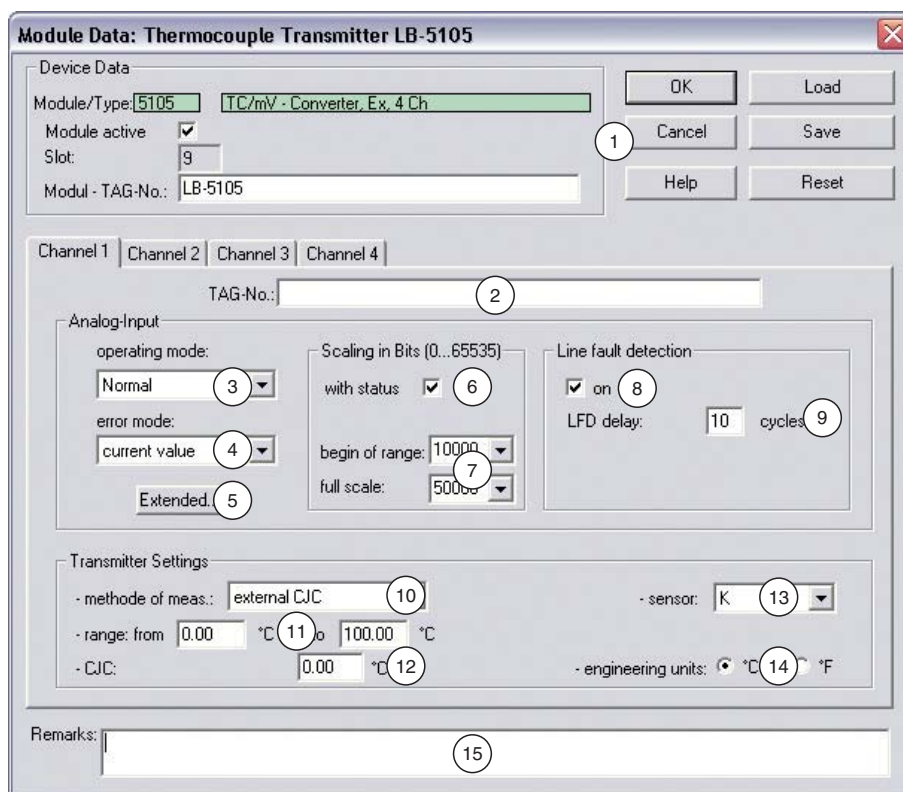 Module Data: Thermocouple Transmitter LB-5105
Device Data
Module/Type: 5105 TC/mV - Converter, Ex, 4 Ch
Module active
Slot: 9
Modul - TAG-No.: LB-5105
OK Load
1 Cancel Save
Help Reset
Channel 1 Channel 2 Channel 3 Channel 4
TAG-No.: 2
Analog-Input
operating mode:
Normal 3
error mode:
current value 4
Extended.. 5
Scaling in Bits (0...65535)
with status 6
begin of range: 10000
7
full scale: 50000
Line fault detection
on 8
LFD delay: 10 cycles 9
Transmitter Settings
- methode of meas.: external CJC 10
- range: from 0.00 °C 11 100.00 °C
- CJC: 0.00 °C 12
- sensor: K 13
- engineering units: °C 14 °F
Remarks:
15